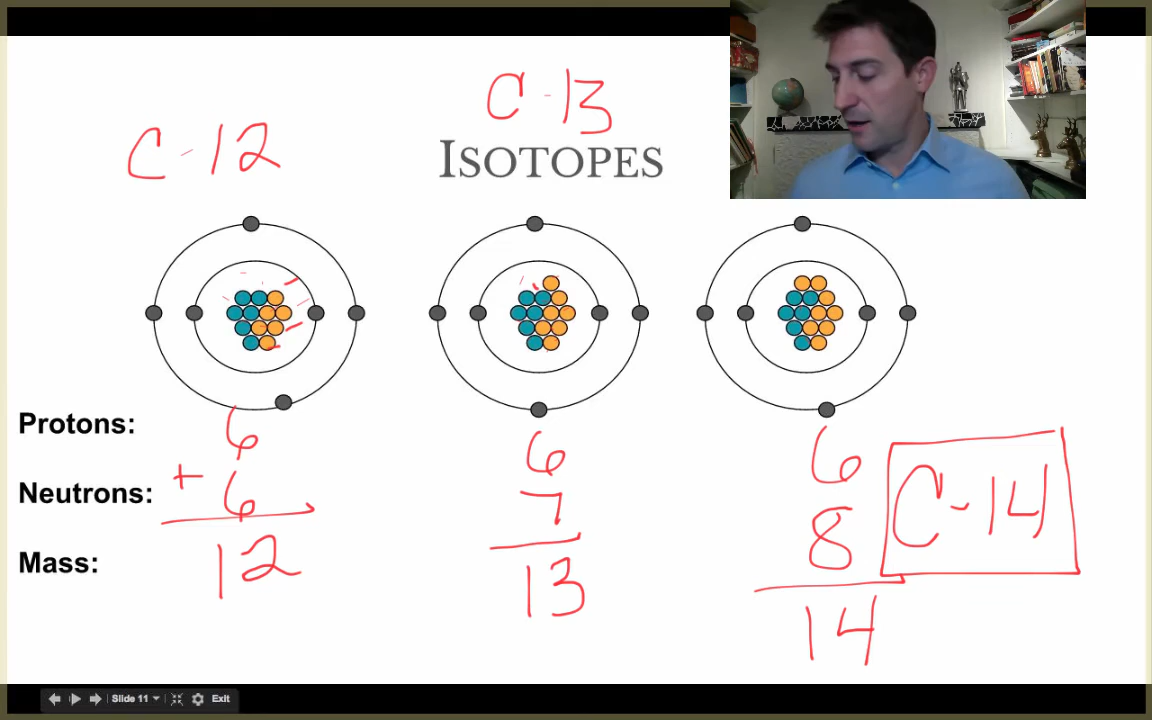 C-13
C-12
ISOTOPES
Protons: 6 6 6
Neutrons: +6 7 8 C-14
Mass: 12 13 14
Slide 11 Exit